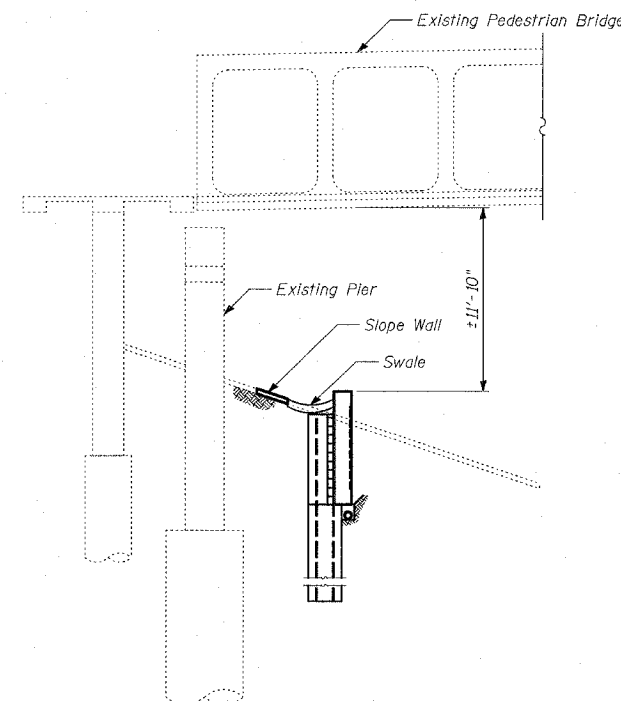 Existing Pedestrian Bridge
±11'-10"
Existing Pier
Slope Wall
Swale